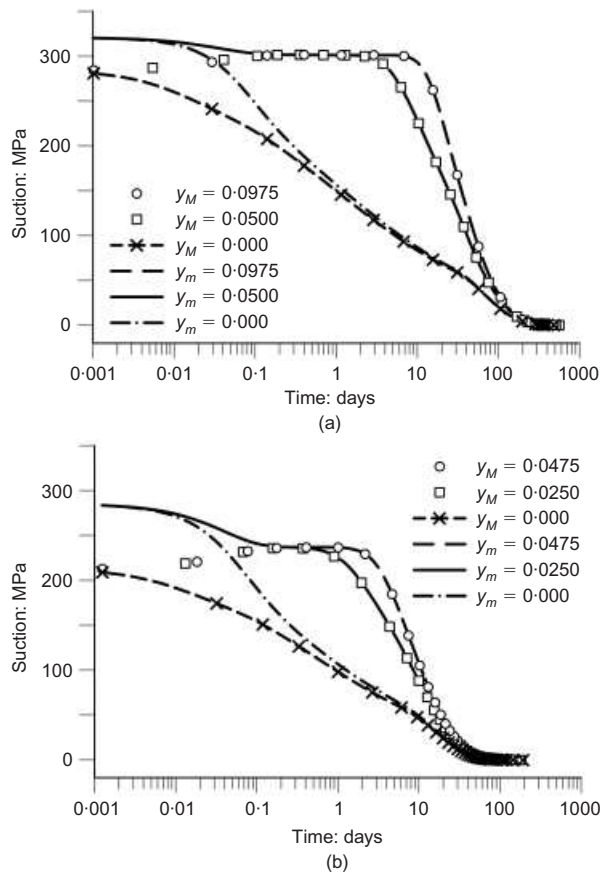 300
200
100
0
Suction: MPa
y_M = 0·0975
y_M = 0·0500
y_M = 0·000
y_m = 0·0975
y_m = 0·0500
y_m = 0·000
0·001 0·01 0·1 1 10 100 1000
Time: days
(a)
300
200
100
0
Suction: MPa
y_M = 0·0475
y_M = 0·0250
y_M = 0·000
y_m = 0·0475
y_m = 0·0250
y_m = 0·000
0·001 0·01 0·1 1 10 100 1000
Time: days
(b)